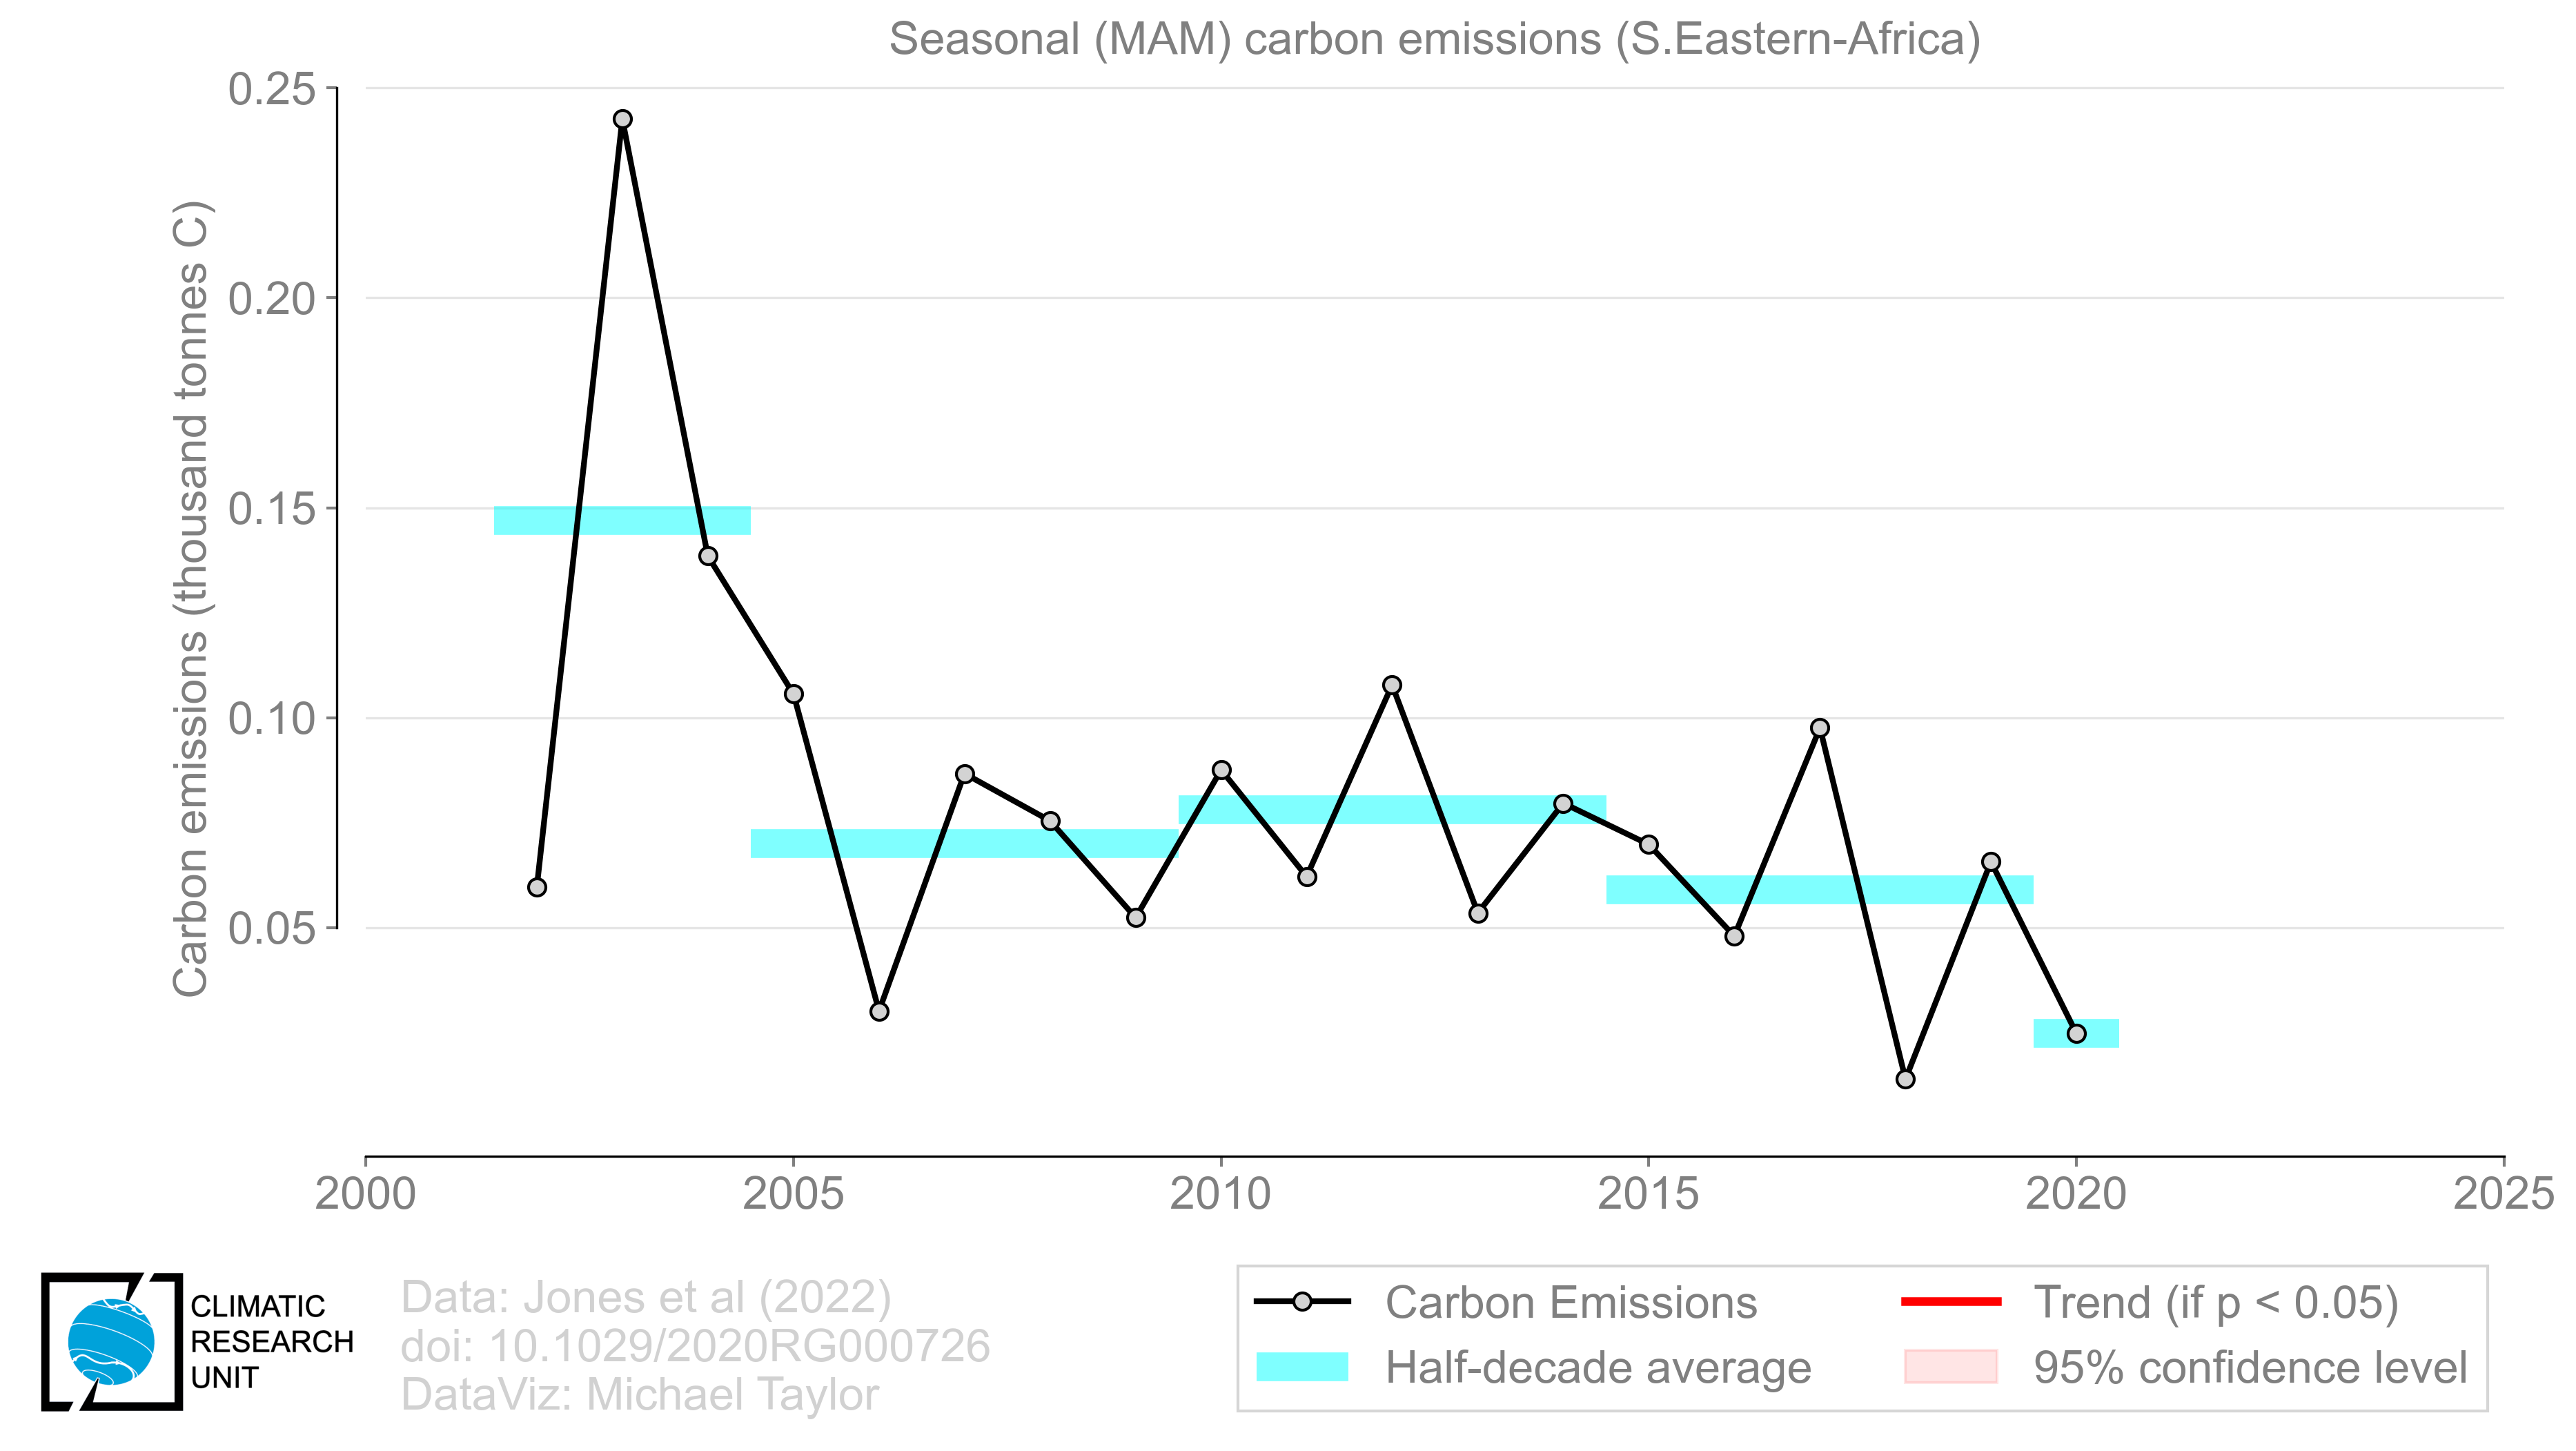 Seasonal (MAM) carbon emissions (S.Eastern-Africa)
Carbon emissions (thousand tonnes C)
0.25
0.20
0.15
0.10
0.05
2000
2005
2010
2015
2020
2025
CLIMATIC
RESEARCH
UNIT
Data: Jones et al (2022)
doi: 10.1029/2020RG000726
DataViz: Michael Taylor
Carbon Emissions
Half-decade average
Trend (if p < 0.05)
95% confidence level